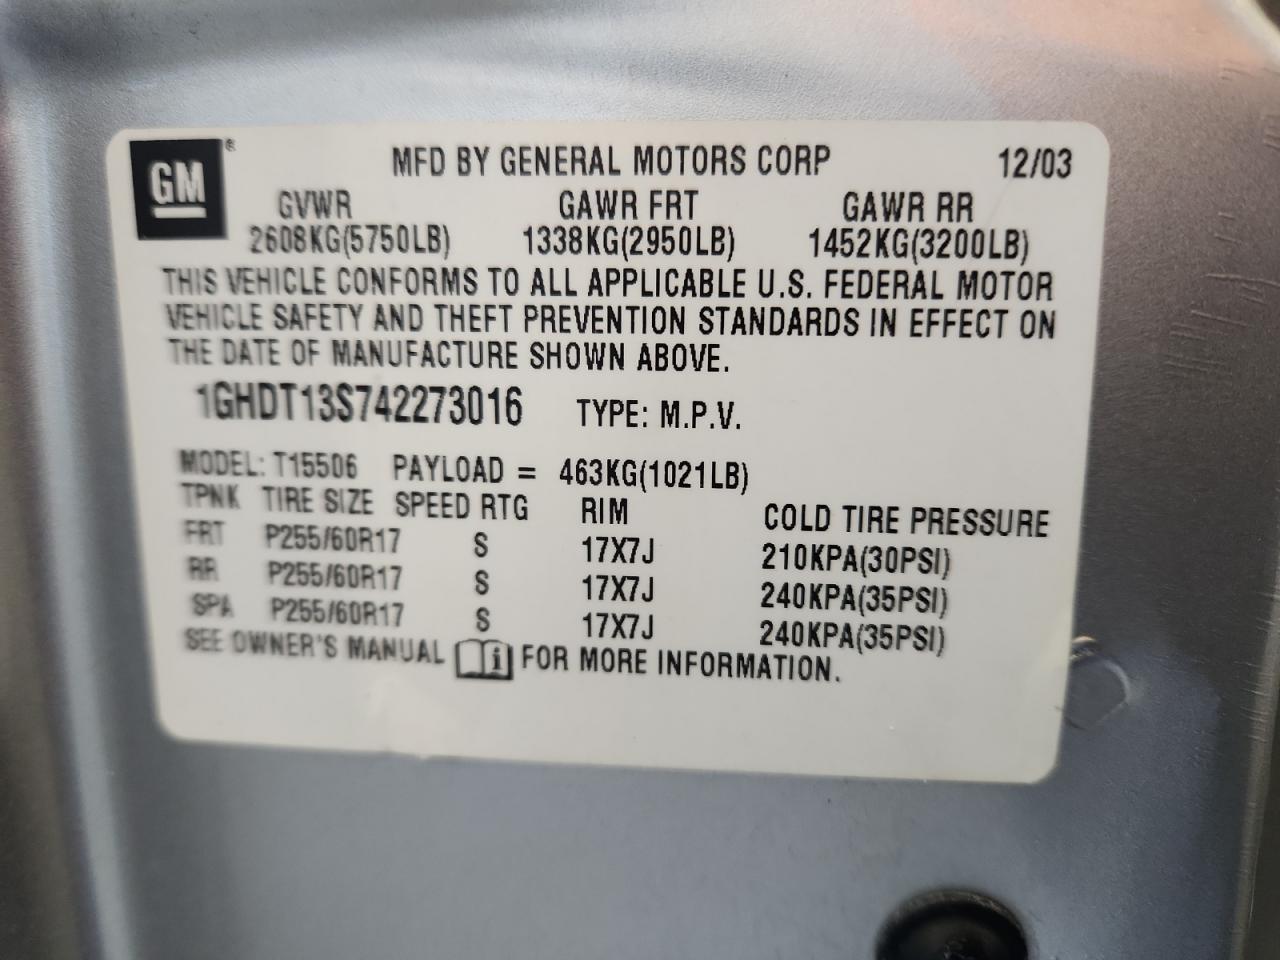 GM®
MFD BY GENERAL MOTORS CORP 12/03
GVWR GAWR FRT GAWR RR
2608KG(5750LB) 1338KG(2950LB) 1452KG(3200LB)
THIS VEHICLE CONFORMS TO ALL APPLICABLE U.S. FEDERAL MOTOR
VEHICLE SAFETY AND THEFT PREVENTION STANDARDS IN EFFECT ON
THE DATE OF MANUFACTURE SHOWN ABOVE.
1GHDT13S742273016 TYPE: M.P.V.
MODEL: T15506 PAYLOAD = 463KG(1021LB)
TPNK TIRE SIZE SPEED RTG RIM COLD TIRE PRESSURE
FRT P255/60R17 S 17X7J 210KPA(30PSI)
RR P255/60R17 S 17X7J 240KPA(35PSI)
SPA P255/60R17 S 17X7J 240KPA(35PSI)
SEE OWNER'S MANUAL i FOR MORE INFORMATION.